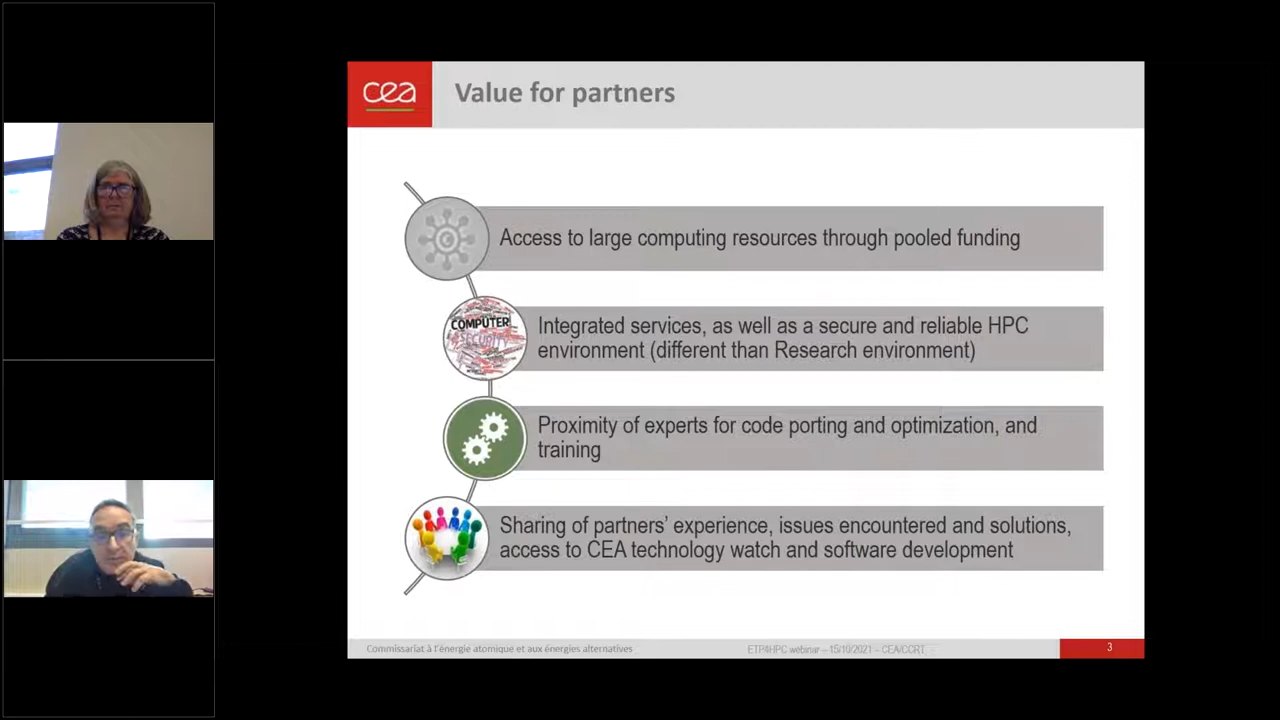 cea
Value for partners
Access to large computing resources through pooled funding
COMPUTER
SECURITY
Integrated services, as well as a secure and reliable HPC
environment (different than Research environment)
Proximity of experts for code porting and optimization, and
training
Sharing of partners’ experience, issues encountered and solutions,
access to CEA technology watch and software development
Commissariat à l’énergie atomique et aux énergies alternatives
ETP4HPC webinar – 15/10/2021 – CEA/CCRT
3